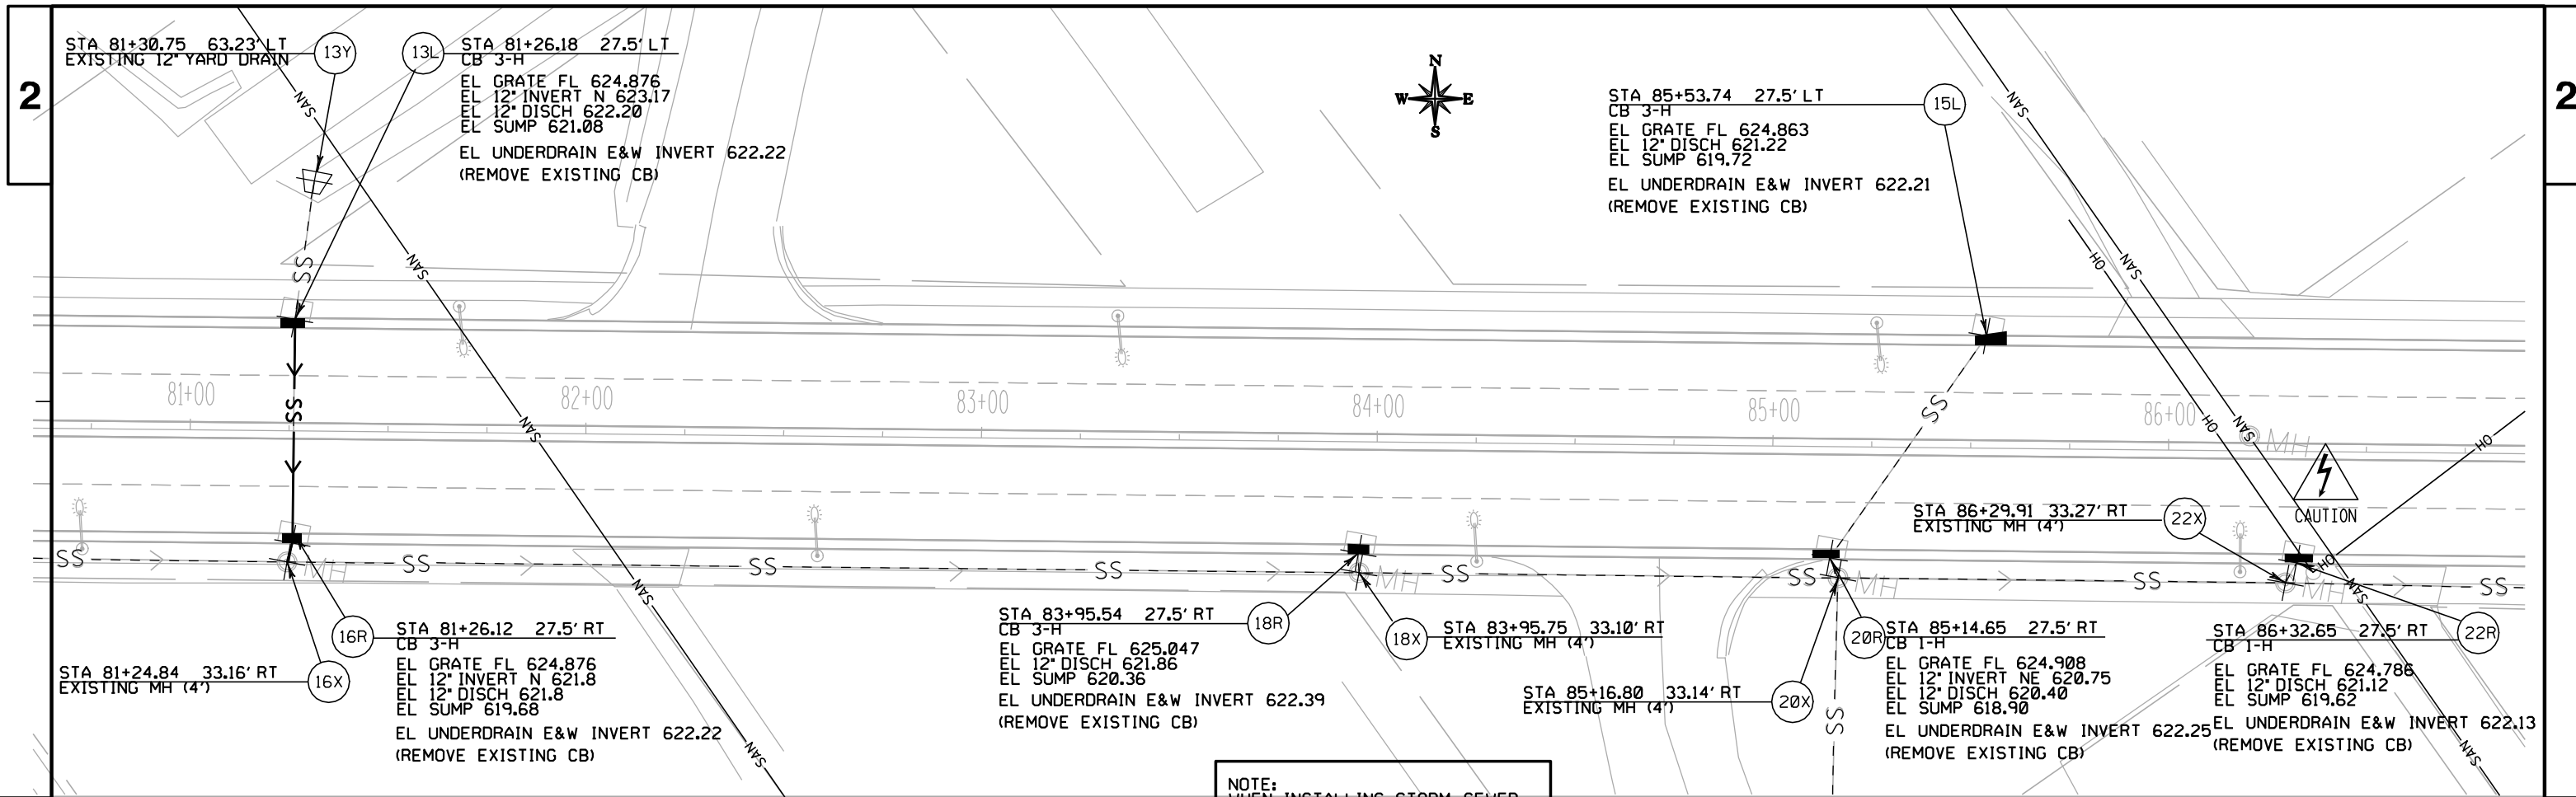 2
2
STA 81+30.75 63.23' LT
EXISTING 12" YARD DRAIN
13Y
13L
STA 81+26.18 27.5' LT
CB 3-H
EL GRATE FL 624.876
EL 12" INVERT N 623.17
EL 12" DISCH 622.20
EL SUMP 621.08
EL UNDERDRAIN E&W INVERT 622.22
(REMOVE EXISTING CB)
N
W E
S
STA 85+53.74 27.5' LT
CB 3-H
EL GRATE FL 624.863
EL 12" DISCH 621.22
EL SUMP 619.72
EL UNDERDRAIN E&W INVERT 622.21
(REMOVE EXISTING CB)
15L
SAN
SAN
SAN
SAN
SAN
SAN
SAN
SAN
SAN
SAN
OH
OH
OH
OH
SS
SS
SS
81+00
82+00
83+00
84+00
85+00
86+00
MH
CAUTION
STA 86+29.91 33.27' RT
EXISTING MH (4')
22X
SS
MH
SS
SS
SS
MH
SS
SS
MH
SS
MH
SS
SS
16R
STA 81+26.12 27.5' RT
CB 3-H
EL GRATE FL 624.876
EL 12" INVERT N 621.8
EL 12" DISCH 621.8
EL SUMP 619.68
EL UNDERDRAIN E&W INVERT 622.22
(REMOVE EXISTING CB)
STA 81+24.84 33.16' RT
EXISTING MH (4')
16X
STA 83+95.54 27.5' RT
CB 3-H
EL GRATE FL 625.047
EL 12" DISCH 621.86
EL SUMP 620.36
EL UNDERDRAIN E&W INVERT 622.39
(REMOVE EXISTING CB)
18R
18X
STA 83+95.75 33.10' RT
EXISTING MH (4')
STA 85+16.80 33.14' RT
EXISTING MH (4')
20X
20R
STA 85+14.65 27.5' RT
CB 1-H
EL GRATE FL 624.908
EL 12" INVERT NE 620.75
EL 12" DISCH 620.40
EL SUMP 618.90
EL UNDERDRAIN E&W INVERT 622.25
(REMOVE EXISTING CB)
STA 86+32.65 27.5' RT
CB 1-H
EL GRATE FL 624.786
EL 12" DISCH 621.12
EL SUMP 619.62
EL UNDERDRAIN E&W INVERT 622.13
(REMOVE EXISTING CB)
22R
NOTE:
WHEN INSTALLING STORM SEWER